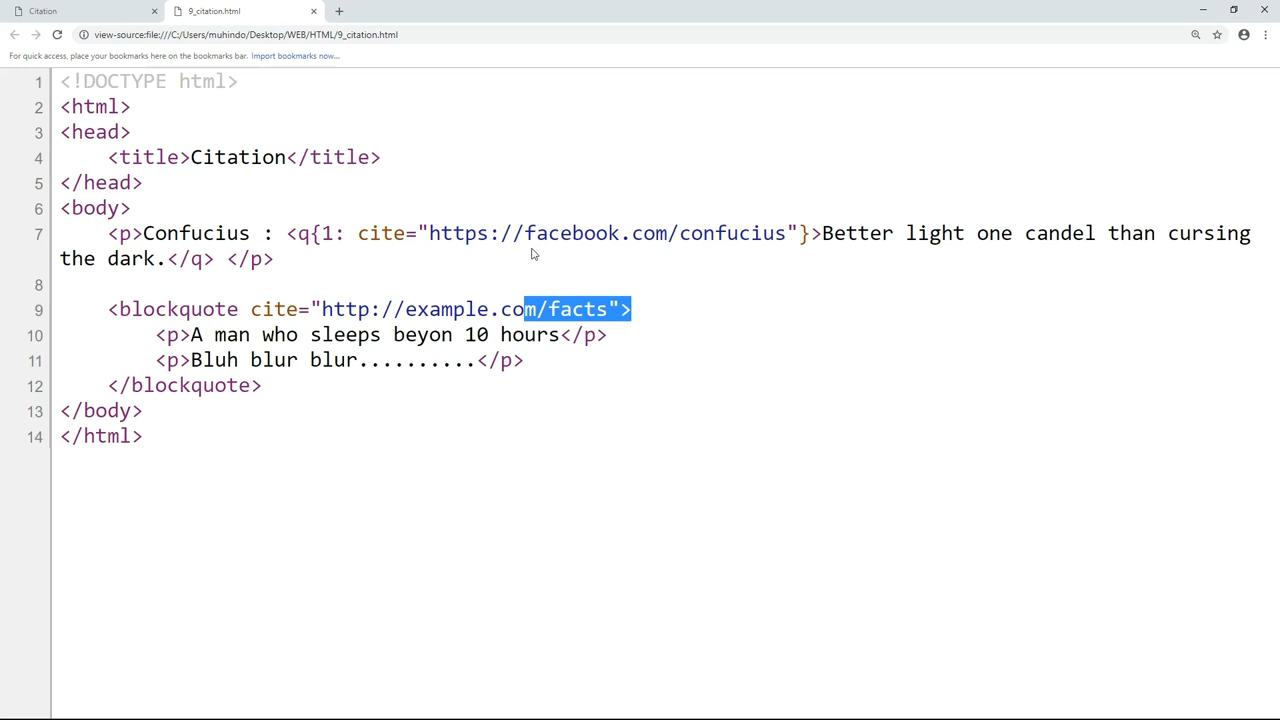 Citation
9_citation.html
view-source:file:///C:/Users/muhindo/Desktop/WEB/HTML/9_citation.html
For quick access, place your bookmarks here on the bookmarks bar. Import bookmarks now...
1 <!DOCTYPE html>
2 <html>
3 <head>
4 <title>Citation</title>
5 </head>
6 <body>
7 <p>Confucius : <q{1: cite="https://facebook.com/confucius"}>Better light one candel than cursing
the dark.</q> </p>
8
9 <blockquote cite="http://example.com/facts">
10 <p>A man who sleeps beyon 10 hours</p>
11 <p>Bluh blur blur..........</p>
12 </blockquote>
13 </body>
14 </html>